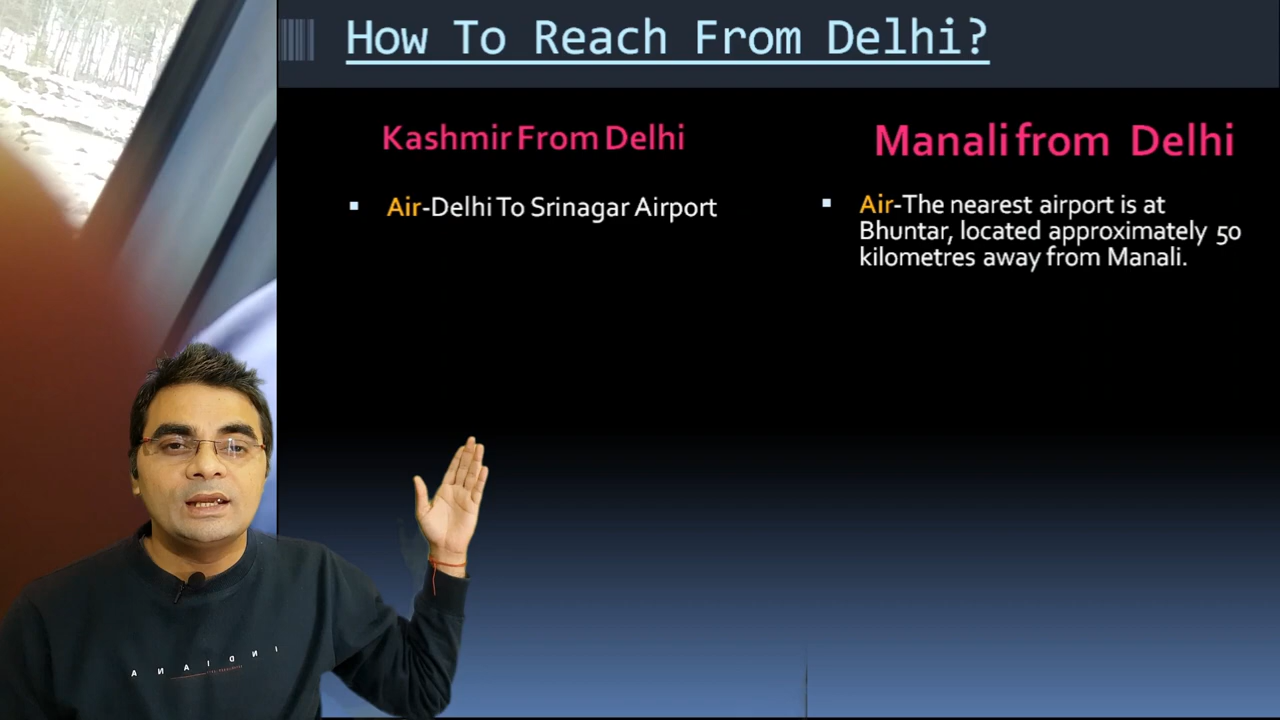 How To Reach From Delhi?
Kashmir From Delhi
Air-Delhi To Srinagar Airport
Manali from Delhi
Air-The nearest airport is at
Bhuntar, located approximately 50
kilometres away from Manali.
INDIANA